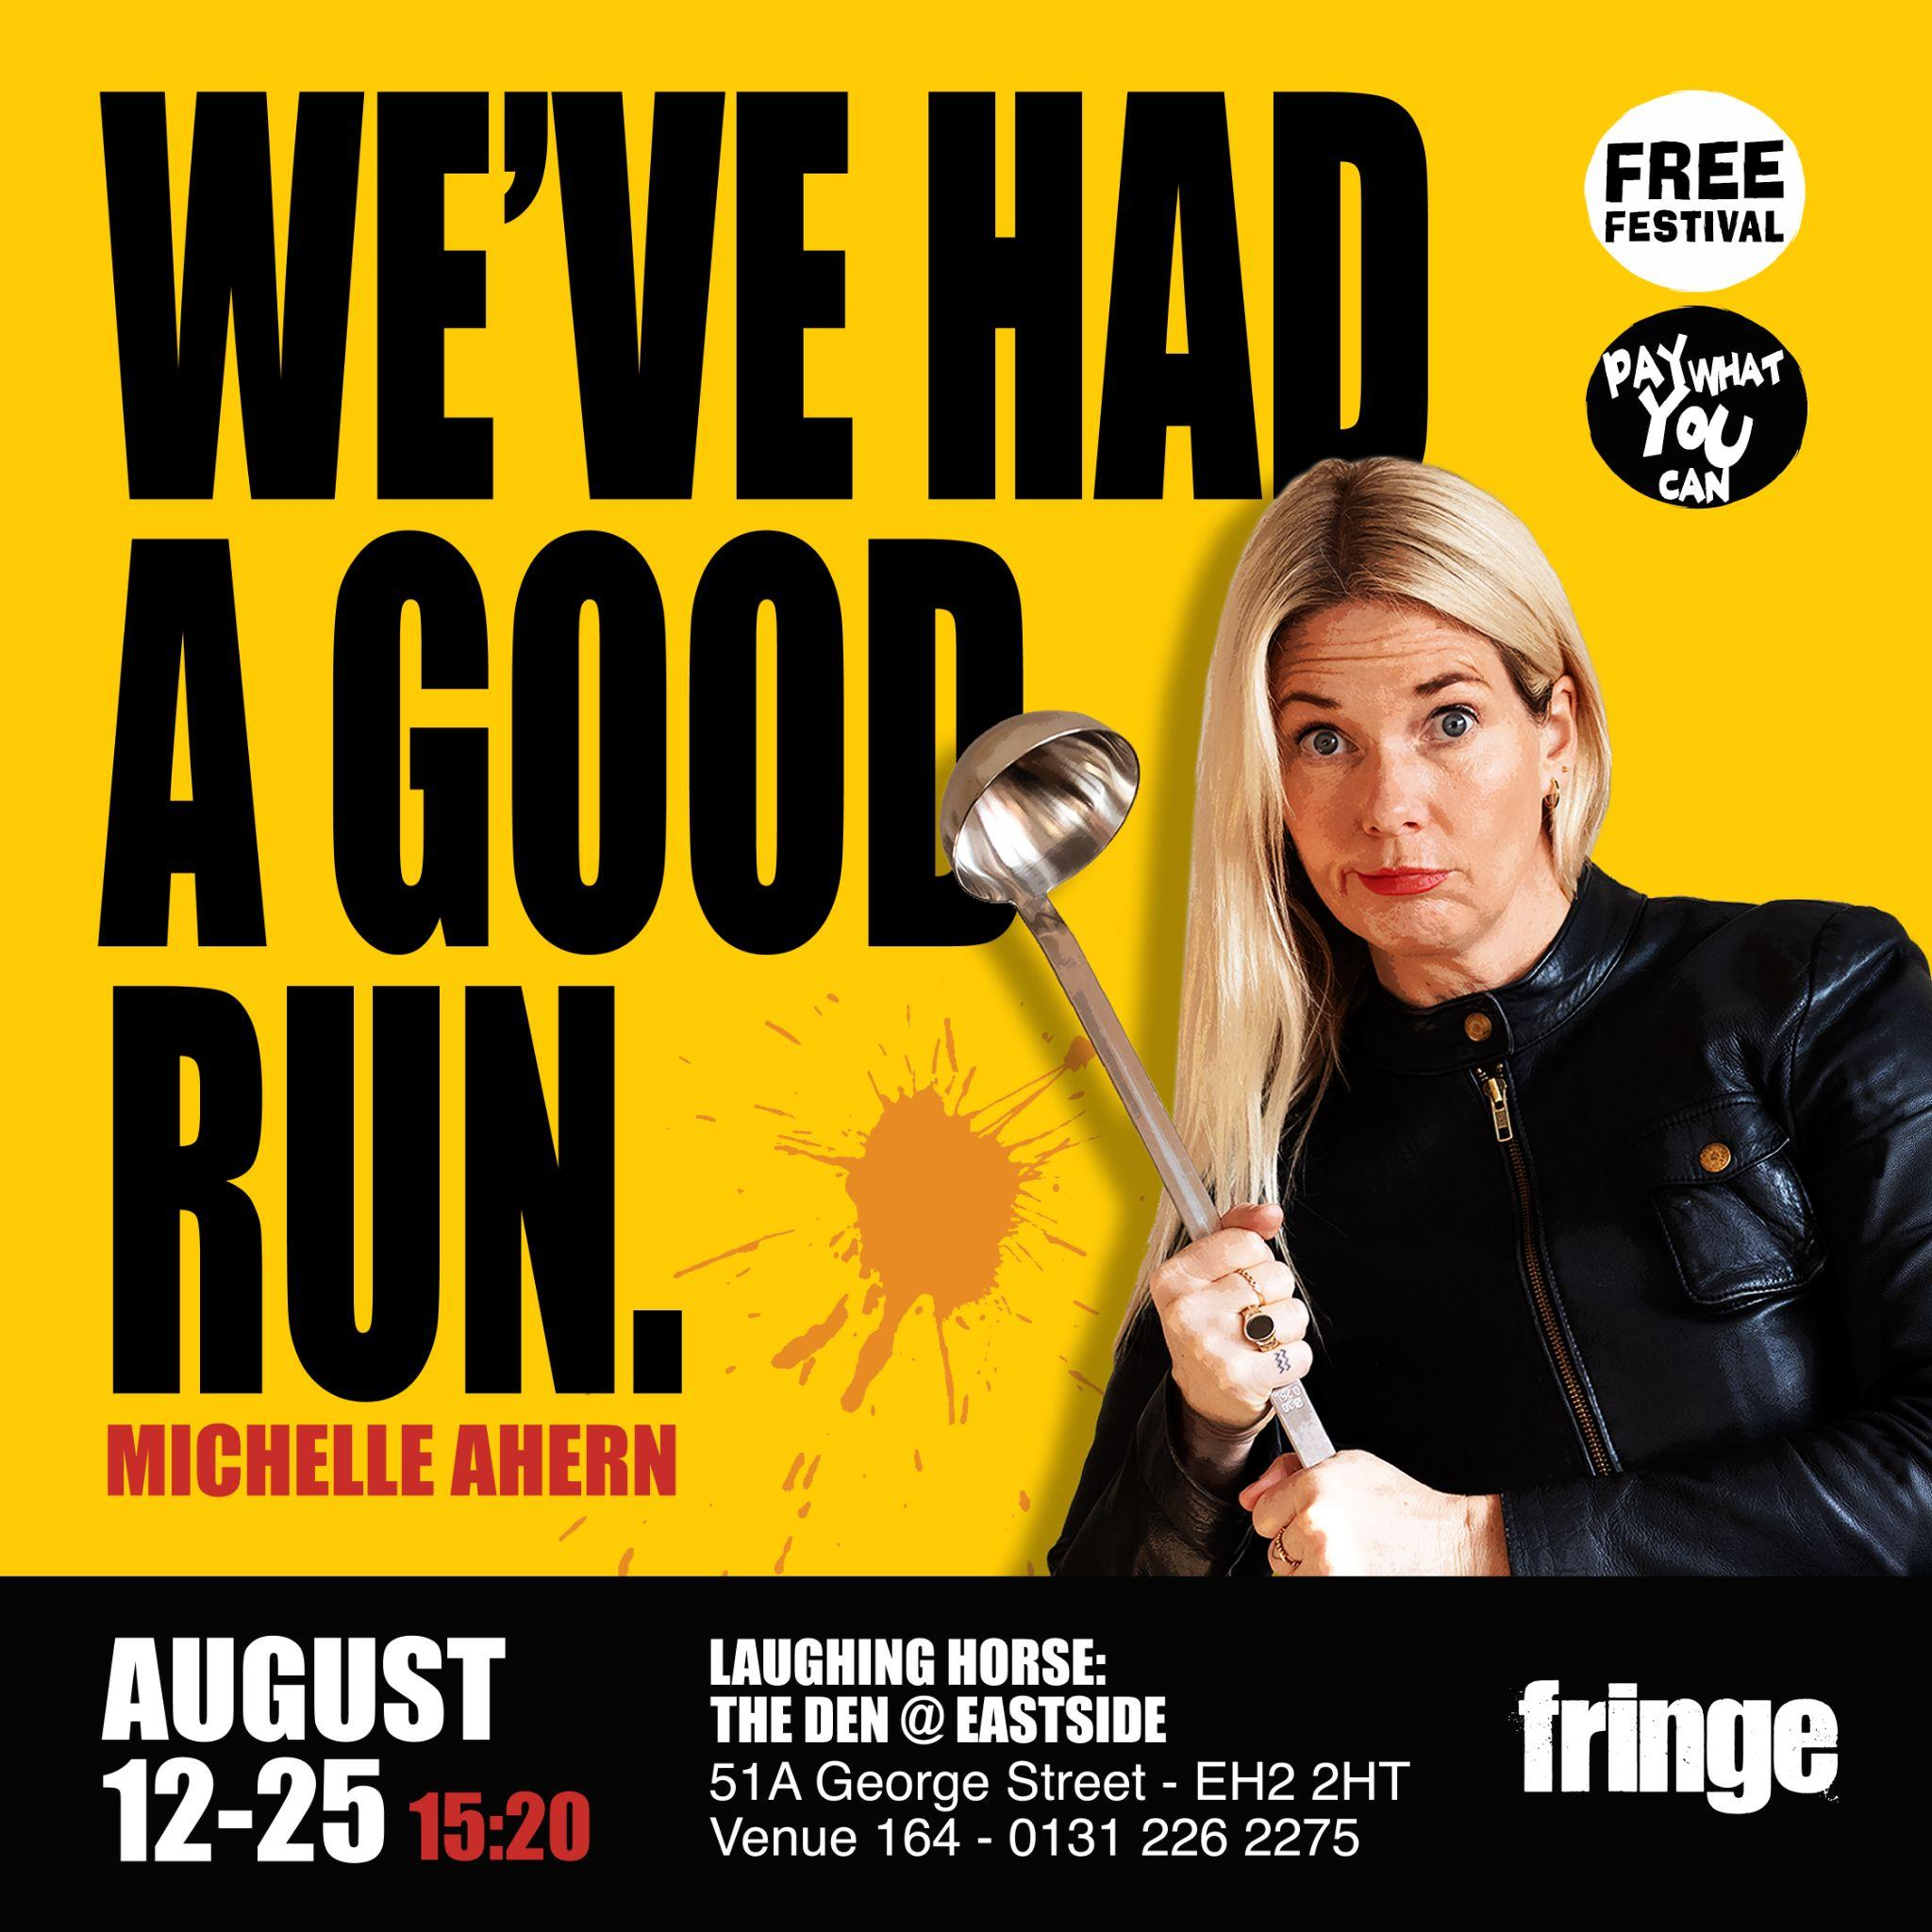 WE'VE HAD
A GOOD
RUN.
MICHELLE AHERN
FREE
FESTIVAL
PAY WHAT
YOU
CAN
AUGUST
12-25 15:20
LAUGHING HORSE:
THE DEN @ EASTSIDE
51A George Street - EH2 2HT
Venue 164 - 0131 226 2275
fringe